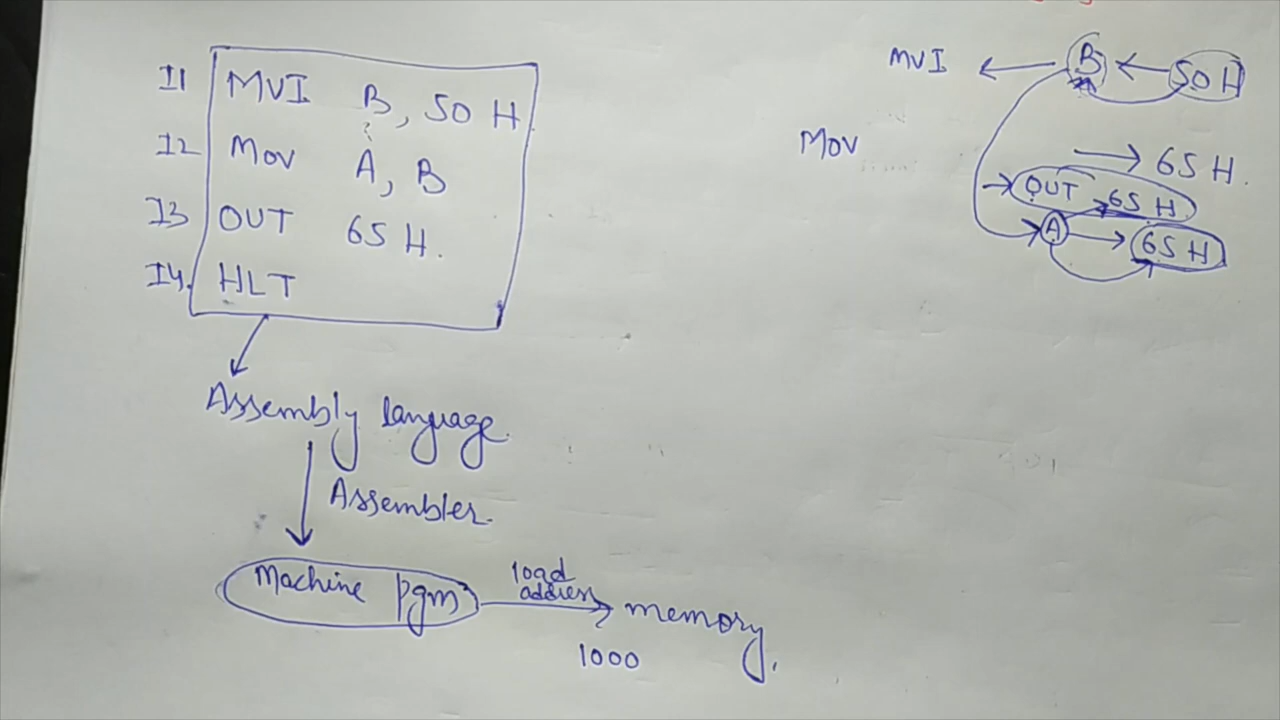 I1 MVI B, 50 H
I2 Mov A, B
I3 OUT 65 H.
I4. HLT
Assembly language.
Assembler.
Machine pgm
load
address
memory.
1000
MVI B 50 H
Mov
65 H.
OUT 65 H
A 65 H